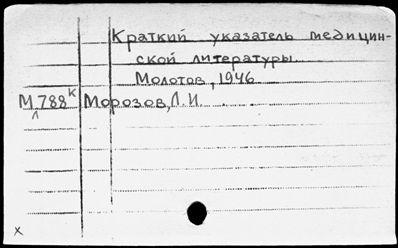 Краткий указатель медицин-
ской литературы.
Молотов, 1946
М.788к Морозов, Л.И.
x